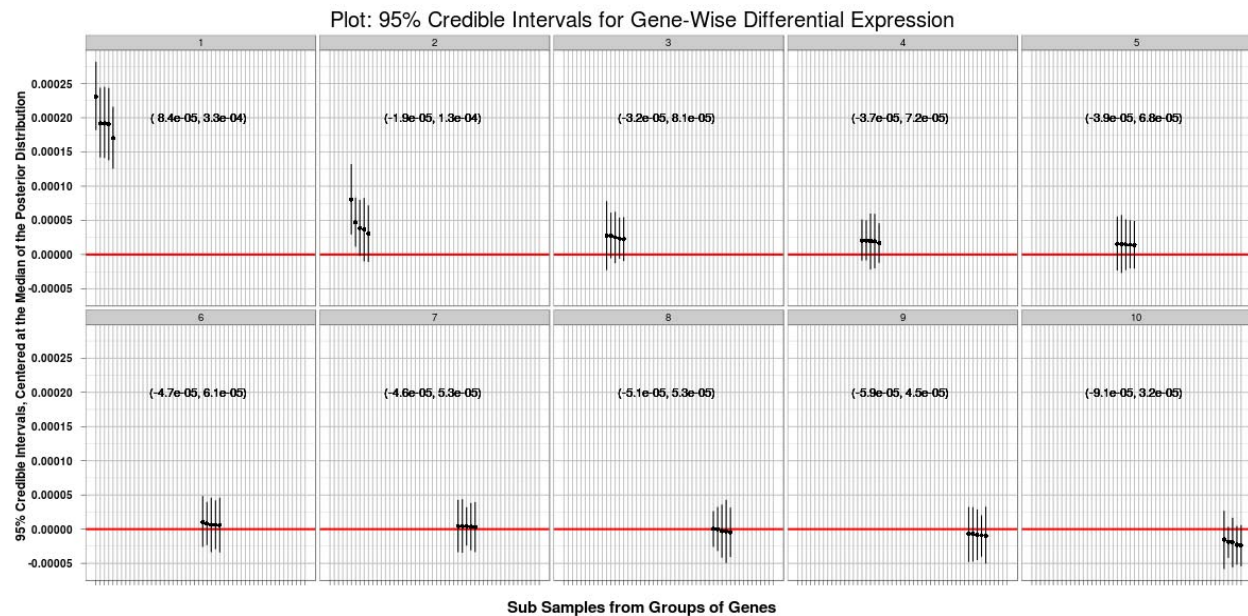 Plot: 95% Credible Intervals for Gene-Wise Differential Expression
95% Credible Intervals, Centered at the Median of the Posterior Distribution
1 2 3 4 5
0.00025
0.00020
0.00015
0.00010
0.00005
0.00000
-0.00005
( 8.4e-05, 3.3e-04) (-1.9e-05, 1.3e-04) (-3.2e-05, 8.1e-05) (-3.7e-05, 7.2e-05) (-3.9e-05, 6.8e-05)
6 7 8 9 10
0.00025
0.00020
0.00015
0.00010
0.00005
0.00000
-0.00005
(-4.7e-05, 6.1e-05) (-4.6e-05, 5.3e-05) (-5.1e-05, 5.3e-05) (-5.9e-05, 4.5e-05) (-9.1e-05, 3.2e-05)
Sub Samples from Groups of Genes